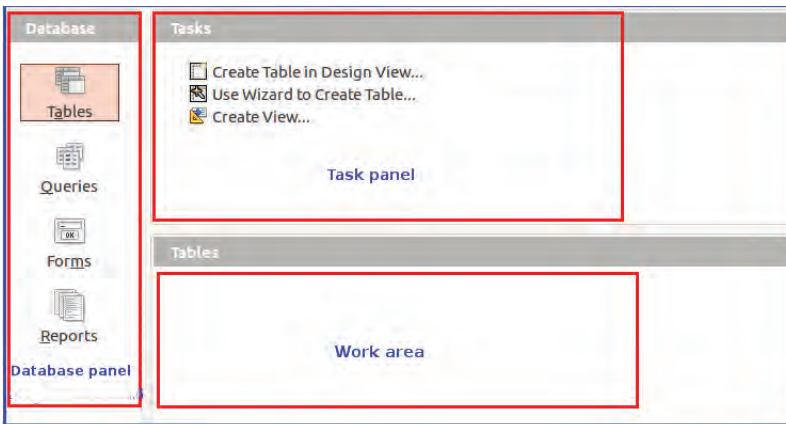 Database
Tables
Queries
Forms
Reports
Database panel
Tasks
Create Table in Design View...
Use Wizard to Create Table...
Create View...
Task panel
Tables
Work area